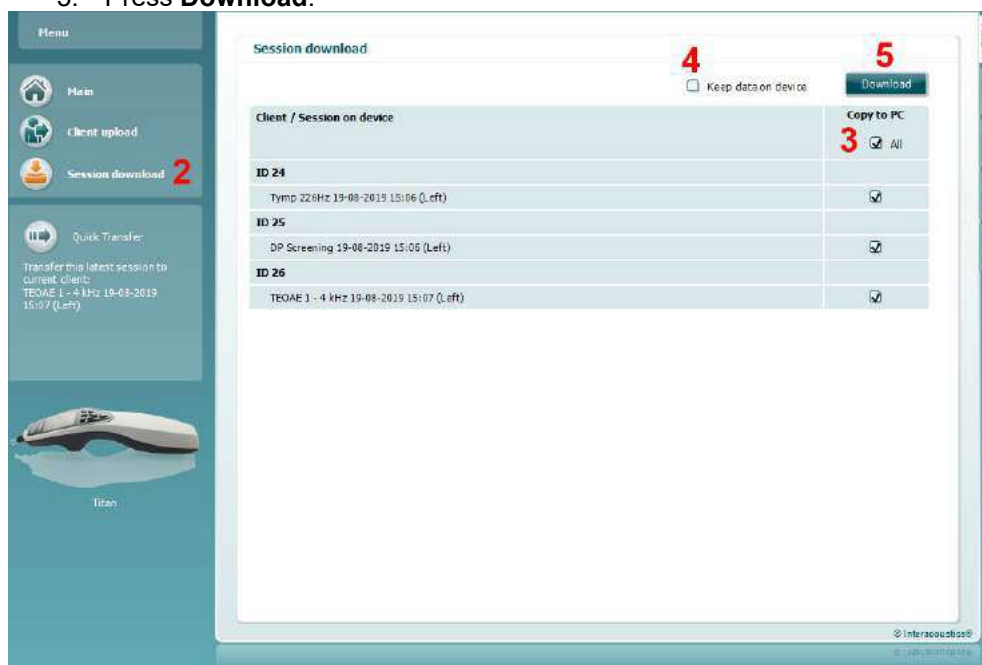 5. Press Download.
Menu
Main
Client upload
Session download 2
Quick Transfer
Transfer this latest session to
current client:
TEOAE 1 - 4 kHz 19-08-2019
15:07 (Left)
Titan
Session download
4
Keep data on device
5
Download
Client / Session on device
Copy to PC
3 All
ID 24
Tymp 226Hz 19-08-2019 15:06 (Left)
ID 25
DP Screening 19-08-2019 15:06 (Left)
ID 26
TEOAE 1 - 4 kHz 19-08-2019 15:07 (Left)
© Interacoustics®